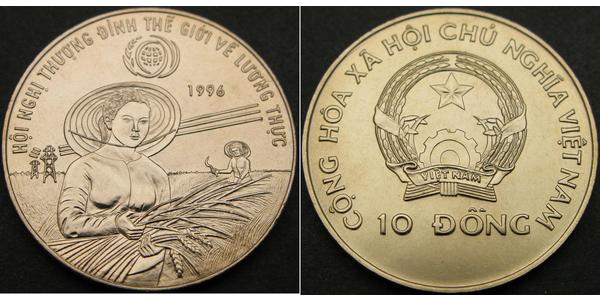 HỘI NGHỊ THƯỢNG ĐỈNH THẾ GIỚI VỀ LƯƠNG THỰC
1996
CỘNG HÒA XÃ HỘI CHỦ NGHĨA VIỆT NAM
VIỆT NAM
10 ĐỒNG